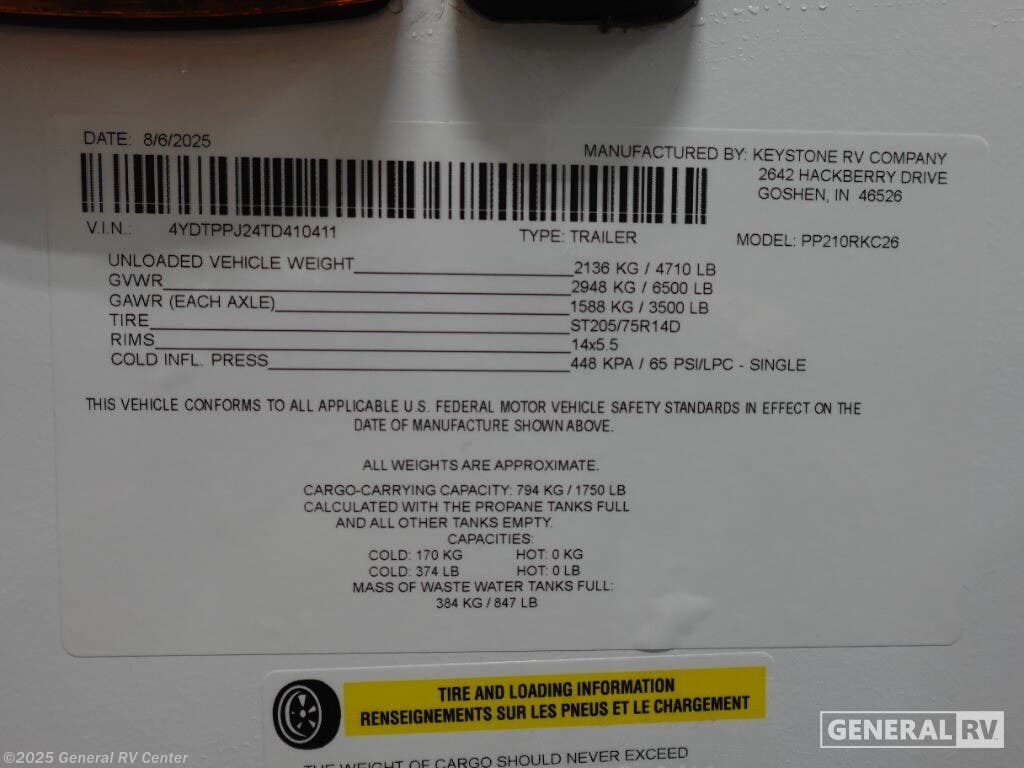 DATE: 8/6/2025
MANUFACTURED BY: KEYSTONE RV COMPANY
2642 HACKBERRY DRIVE
GOSHEN, IN 46526
V.I.N.: 4YDTPPJ24TD410411 TYPE: TRAILER MODEL: PP210RKC26
UNLOADED VEHICLE WEIGHT 2136 KG / 4710 LB
GVWR 2948 KG / 6500 LB
GAWR (EACH AXLE) 1588 KG / 3500 LB
TIRE ST205/75R14D
RIMS 14x5.5
COLD INFL. PRESS 448 KPA / 65 PSI/LPC - SINGLE
THIS VEHICLE CONFORMS TO ALL APPLICABLE U.S. FEDERAL MOTOR VEHICLE SAFETY STANDARDS IN EFFECT ON THE
DATE OF MANUFACTURE SHOWN ABOVE.
ALL WEIGHTS ARE APPROXIMATE.
CARGO-CARRYING CAPACITY: 794 KG / 1750 LB
CALCULATED WITH THE PROPANE TANKS FULL
AND ALL OTHER TANKS EMPTY.
CAPACITIES:
COLD: 170 KG HOT: 0 KG
COLD: 374 LB HOT: 0 LB
MASS OF WASTE WATER TANKS FULL:
384 KG / 847 LB
TIRE AND LOADING INFORMATION
RENSEIGNEMENTS SUR LES PNEUS ET LE CHARGEMENT
THE WEIGHT OF CARGO SHOULD NEVER EXCEED
GENERAL RV
©2025 General RV Center